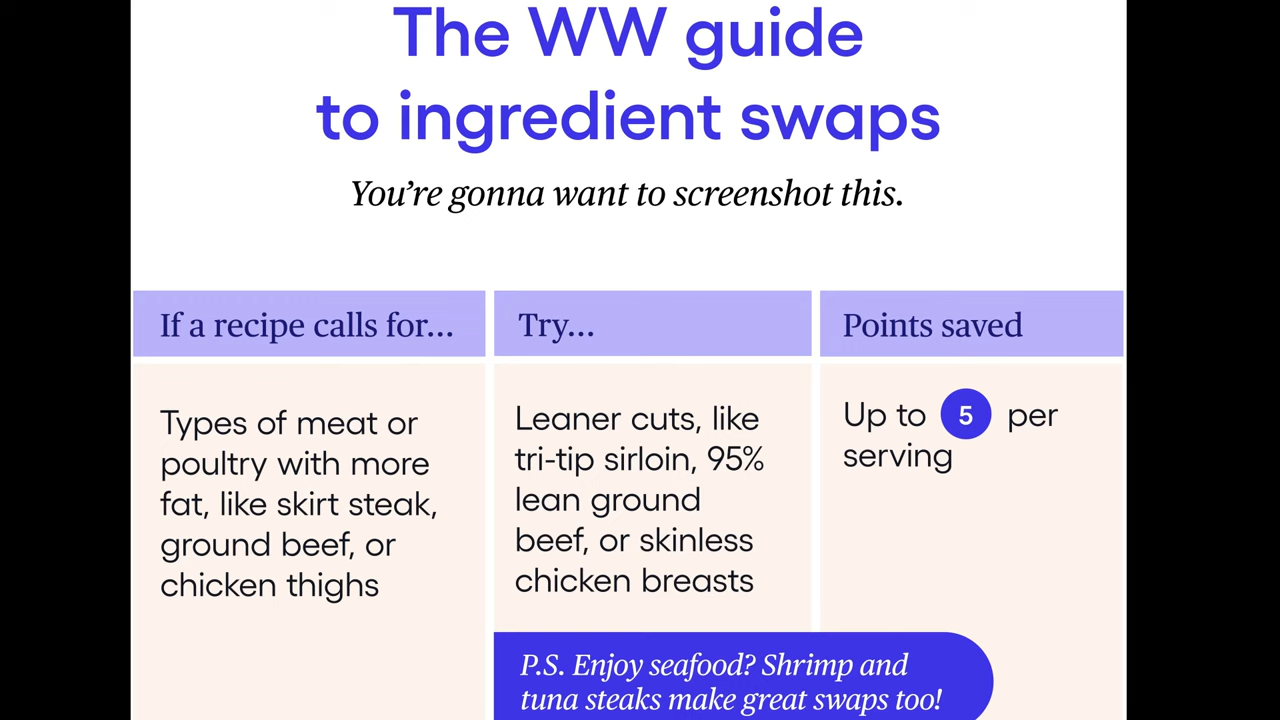 The WW guide
to ingredient swaps
You’re gonna want to screenshot this.
If a recipe calls for...
Try...
Points saved
Types of meat or
poultry with more
fat, like skirt steak,
ground beef, or
chicken thighs
Leaner cuts, like
tri-tip sirloin, 95%
lean ground
beef, or skinless
chicken breasts
Up to 5 per
serving
P.S. Enjoy seafood? Shrimp and
tuna steaks make great swaps too!